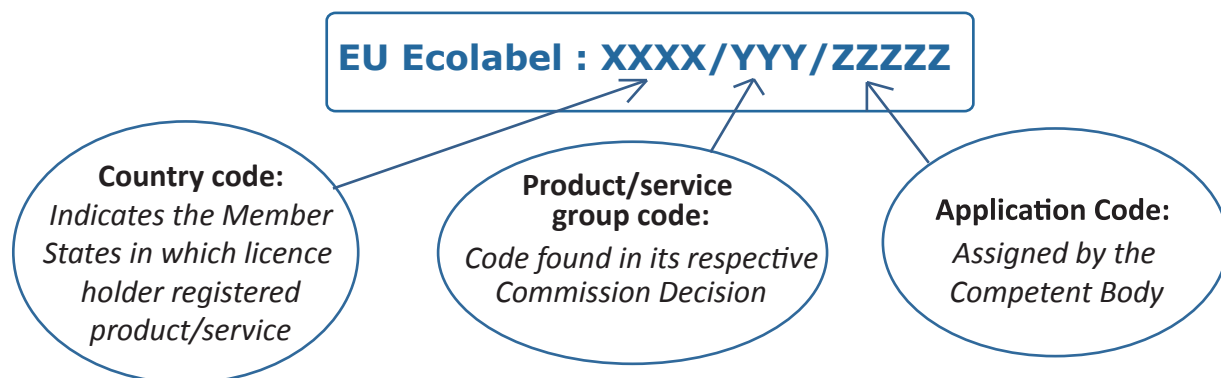 EU Ecolabel : XXXX/YYY/ZZZZZ
Country code:
Indicates the Member
States in which licence
holder registered
product/service
Product/service
group code:
Code found in its respective
Commission Decision
Application Code:
Assigned by the
Competent Body